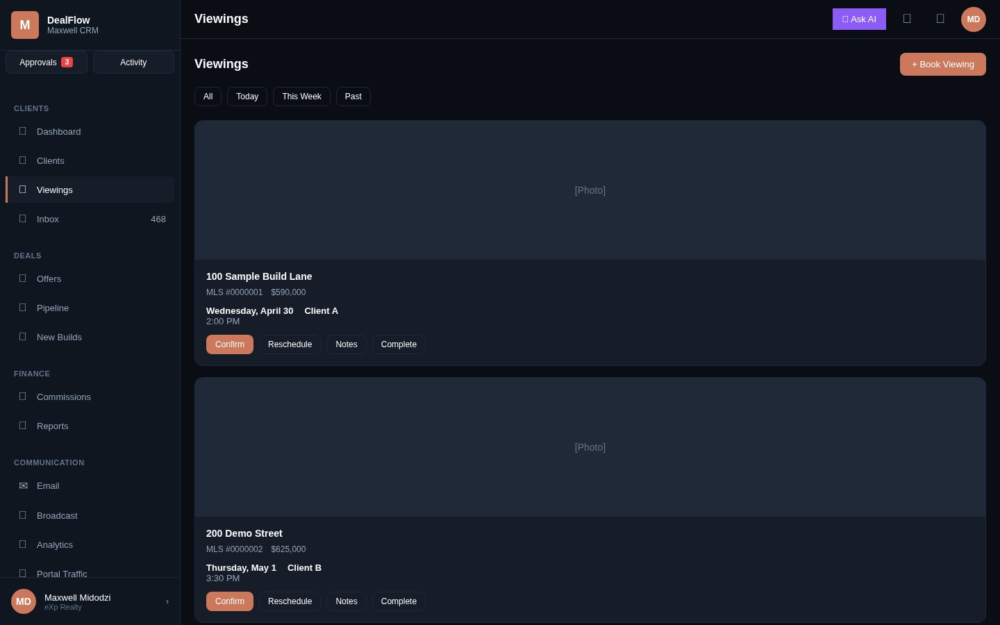 M
DealFlow
Maxwell CRM
Approvals 3
Activity
CLIENTS
Dashboard
Clients
Viewings
Inbox 468
DEALS
Offers
Pipeline
New Builds
FINANCE
Commissions
Reports
COMMUNICATION
Email
Broadcast
Analytics
Portal Traffic
MD
Maxwell Midodzi
eXp Realty
›
Viewings
Ask AI
MD
Viewings
+ Book Viewing
All Today This Week Past
[Photo]
100 Sample Build Lane
MLS #0000001 $590,000
Wednesday, April 30 Client A
2:00 PM
Confirm Reschedule Notes Complete
[Photo]
200 Demo Street
MLS #0000002 $625,000
Thursday, May 1 Client B
3:30 PM
Confirm Reschedule Notes Complete